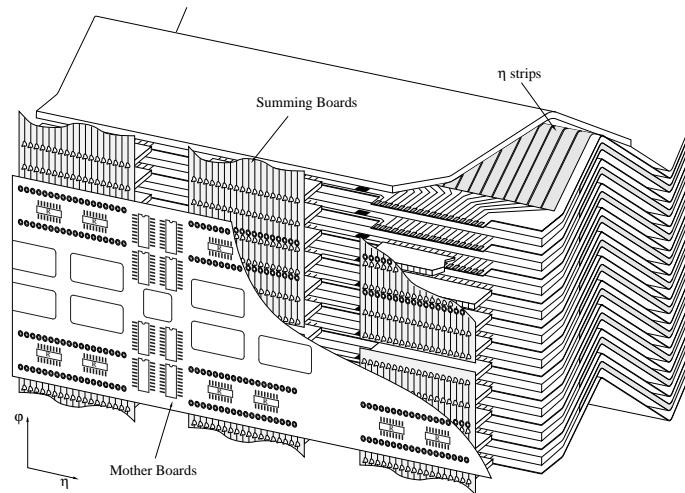 η strips
Summing Boards
φ
Mother Boards
η